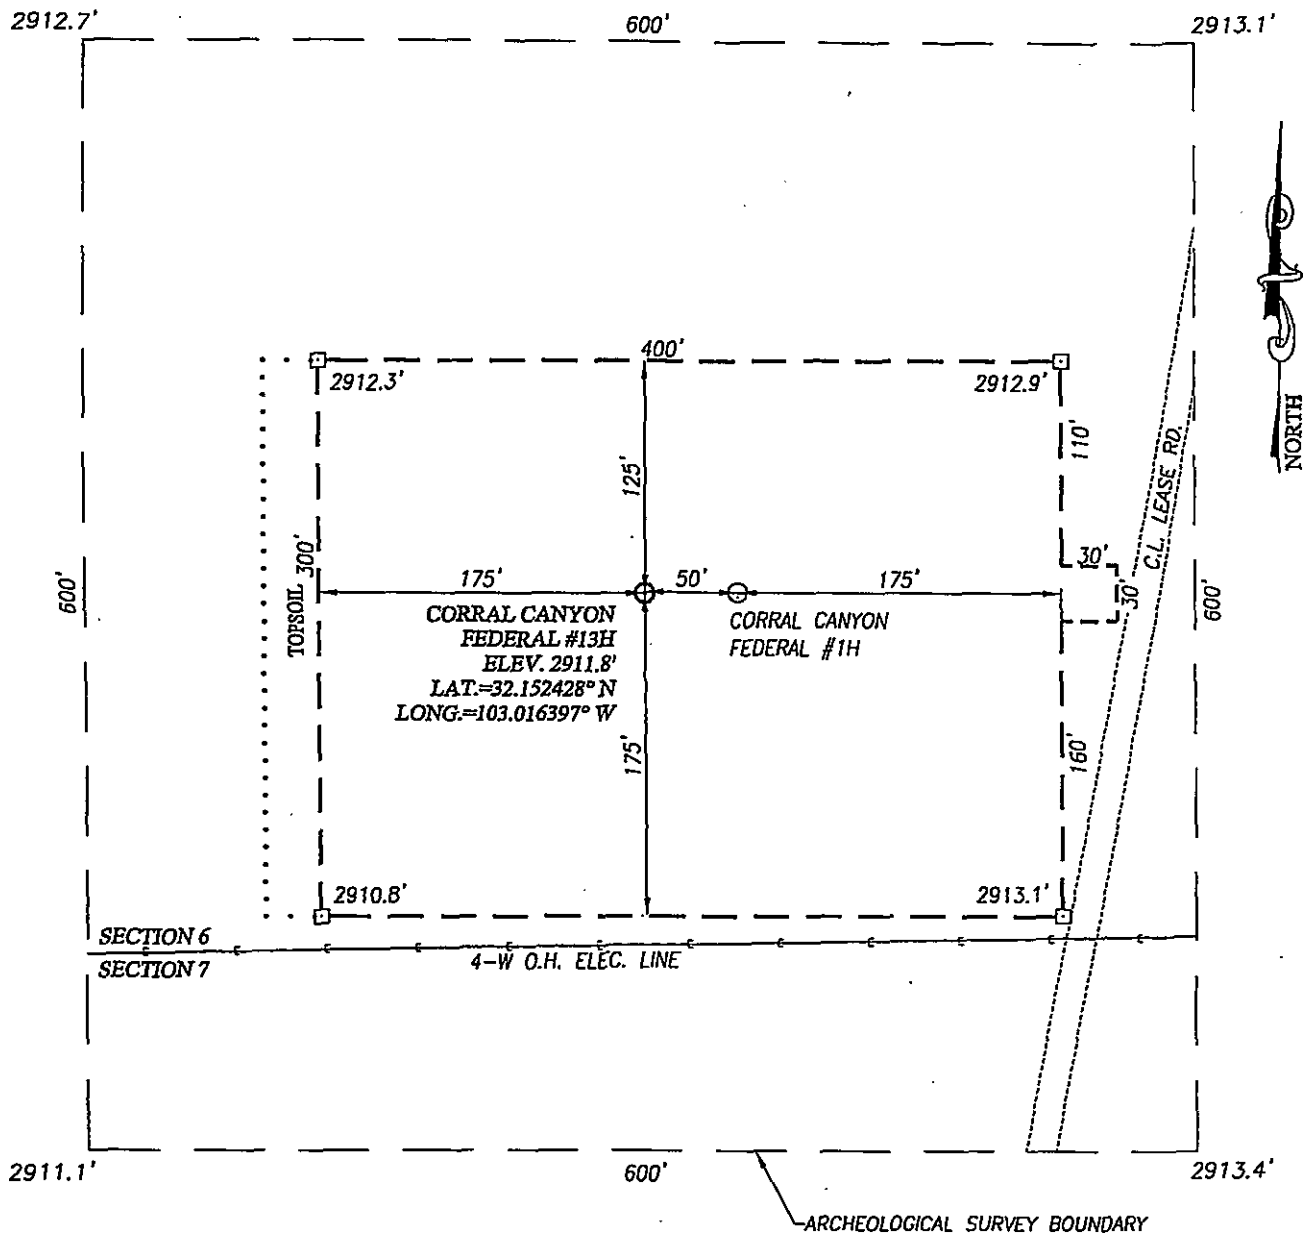 2912.7'
600'
2913.1'
NORTH
400'
2912.3'
2912.9'
110'
125'
C.L. LEASE RD.
600'
TOPSOIL
300'
175'
50'
175'
30'
30'
600'
CORRAL CANYON
FEDERAL #13H
ELEV. 2911.8'
LAT.=32.152428° N
LONG.=103.016397° W
CORRAL CANYON
FEDERAL #1H
175'
160'
2910.8'
2913.1'
SECTION 6
SECTION 7
4-W O.H. ELEC. LINE
2911.1'
600'
2913.4'
ARCHEOLOGICAL SURVEY BOUNDARY